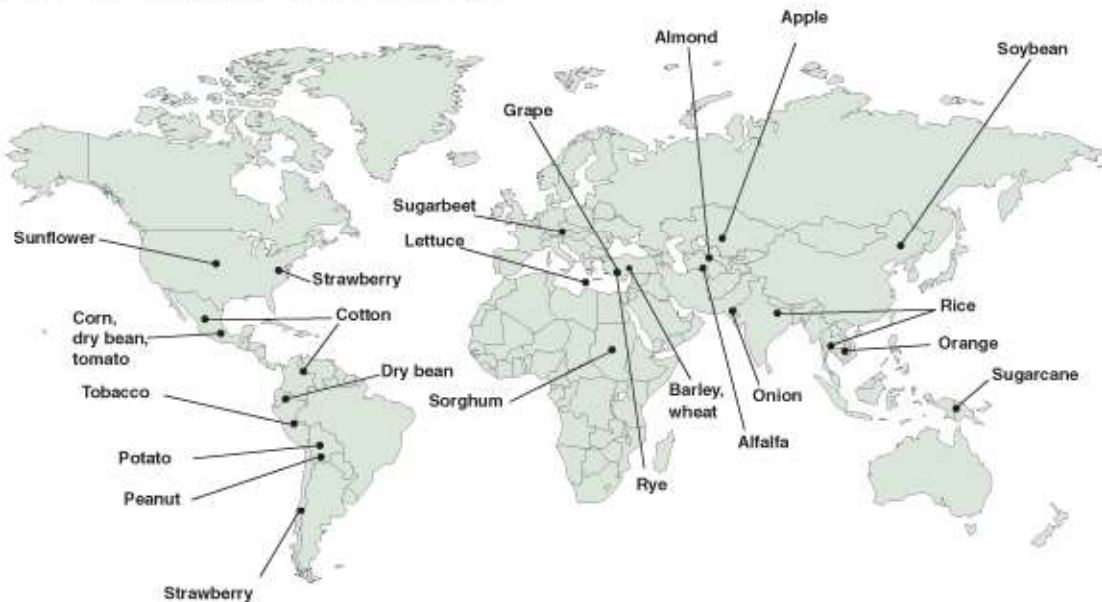 Apple
Almond
Soybean
Grape
Sugarbeet
Lettuce
Sunflower
Strawberry
Corn,
dry bean,
tomato
Cotton
Rice
Orange
Dry bean
Sugarcane
Tobacco
Sorghum
Barley,
wheat
Onion
Alfalfa
Potato
Rye
Peanut
Strawberry